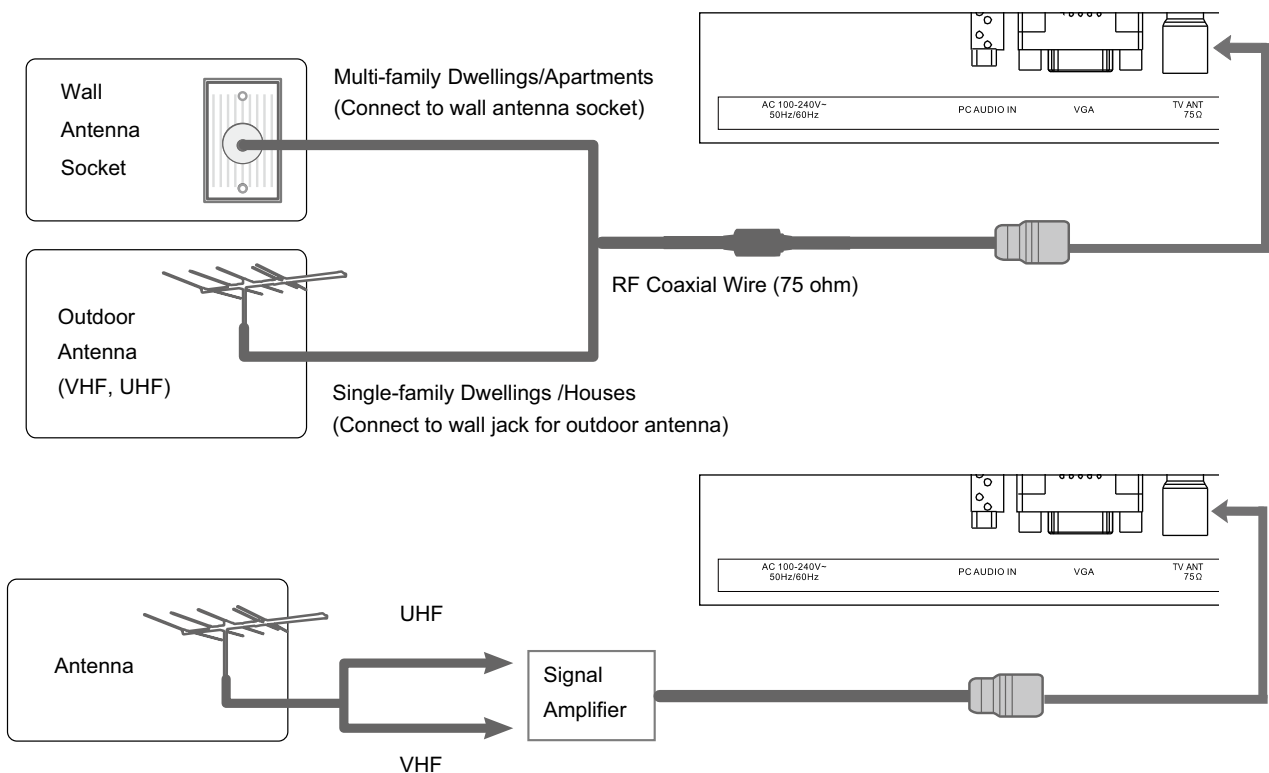 Wall
Antenna
Socket
Multi-family Dwellings/Apartments
(Connect to wall antenna socket)
AC 100-240V~
50Hz/60Hz
PC AUDIO IN
VGA
TV ANT
75Ω
Outdoor
Antenna
(VHF, UHF)
RF Coaxial Wire (75 ohm)
Single-family Dwellings /Houses
(Connect to wall jack for outdoor antenna)
AC 100-240V~
50Hz/60Hz
PC AUDIO IN
VGA
TV ANT
75Ω
Antenna
UHF
VHF
Signal
Amplifier